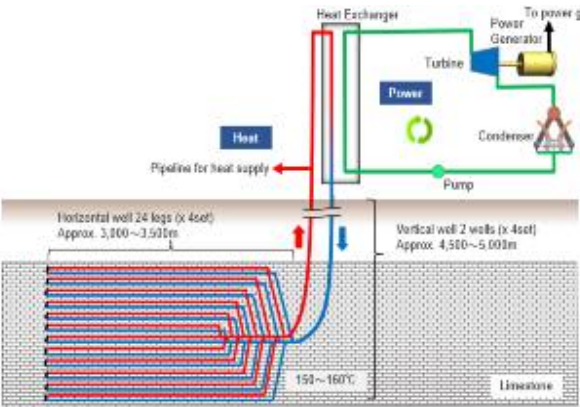 Heat Exchanger
To power g
Power
Generator
Turbine
Power
Heat
Condenser
Pipeline for heat supply
Pump
Horizontal well 24 legs (x 4set)
Approx. 3,000～3,500m
Vertical well 2 wells (x 4set)
Approx. 4,500～5,000m
150～160℃
Limestone